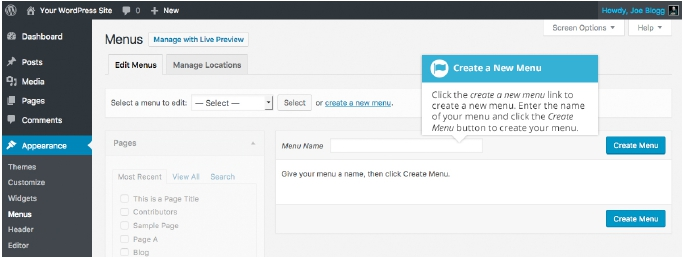 Your WordPress Site 0 + New Howdy, Joe Blogg
Screen Options ▼ Help ▼
Dashboard
Posts
Media
Pages
Comments
Appearance
Themes
Customize
Widgets
Menus
Header
Editor
Menus Manage with Live Preview
Edit Menus Manage Locations
Select a menu to edit: — Select — Select or create a new menu.
Create a New Menu
Click the create a new menu link to
create a new menu. Enter the name
of your menu and click the Create
Menu button to create your menu.
Pages
Most Recent View All Search
This is a Page Title
Contributors
Sample Page
Page A
Blog
Menu Name Create Menu
Give your menu a name, then click Create Menu.
Create Menu